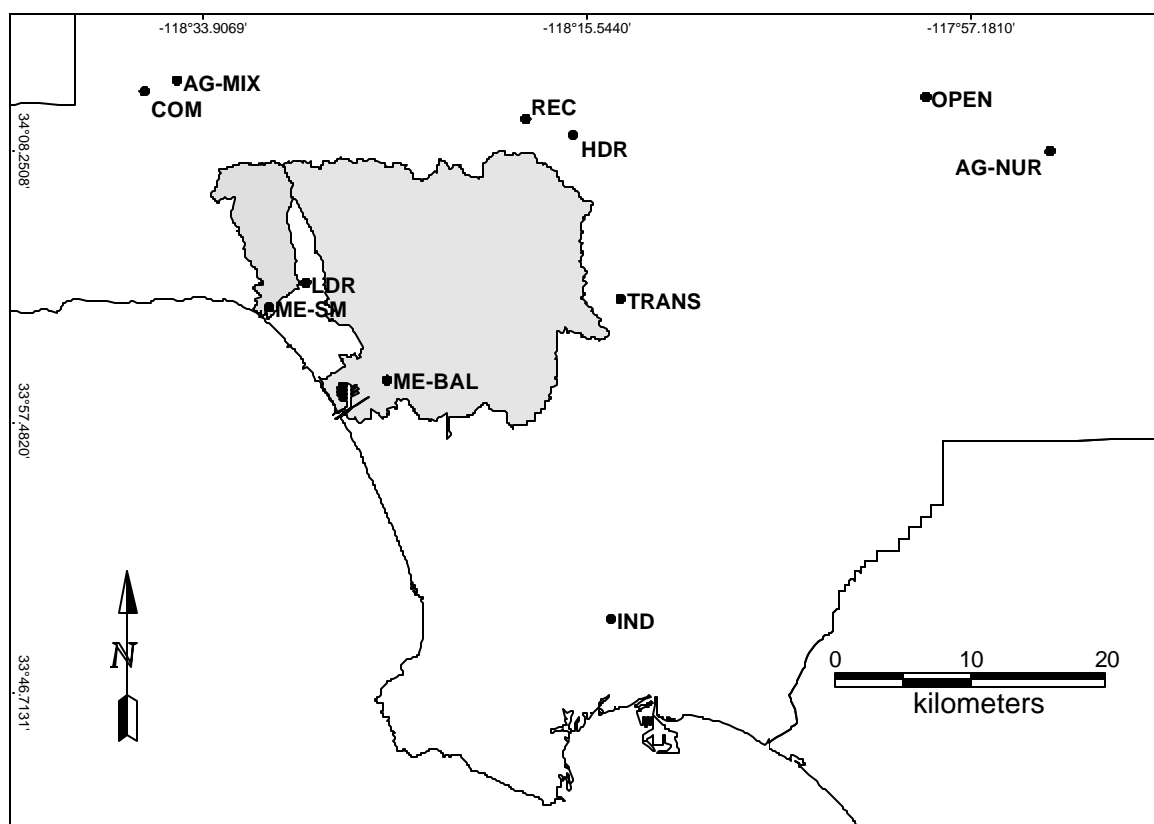 -118°33.9069'
-118°15.5440'
-117°57.1810'
AG-MIX
COM
REC
OPEN
HDR
34°08.2508'
AG-NUR
LDR
ME-SM
TRANS
ME-BAL
33°57.4820'
IND
N
0 10 20
kilometers
33°46.7131'